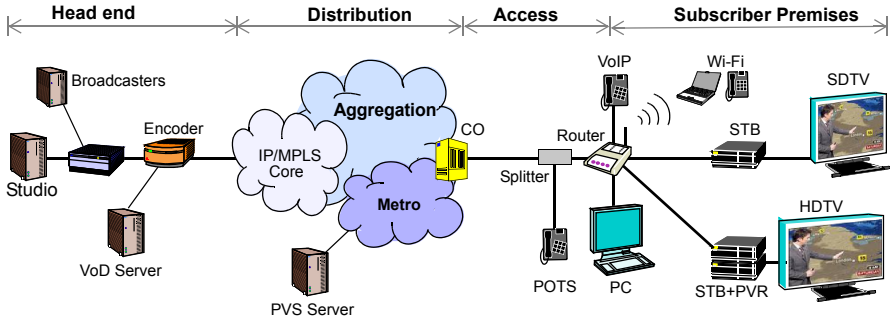 Head end
Distribution
Access
Subscriber Premises
Broadcasters
VoIP
Wi-Fi
SDTV
Aggregation
Encoder
CO
Router
STB
IP/MPLS
Core
Splitter
Studio
Metro
HDTV
VoD Server
POTS
PC
STB+PVR
PVS Server